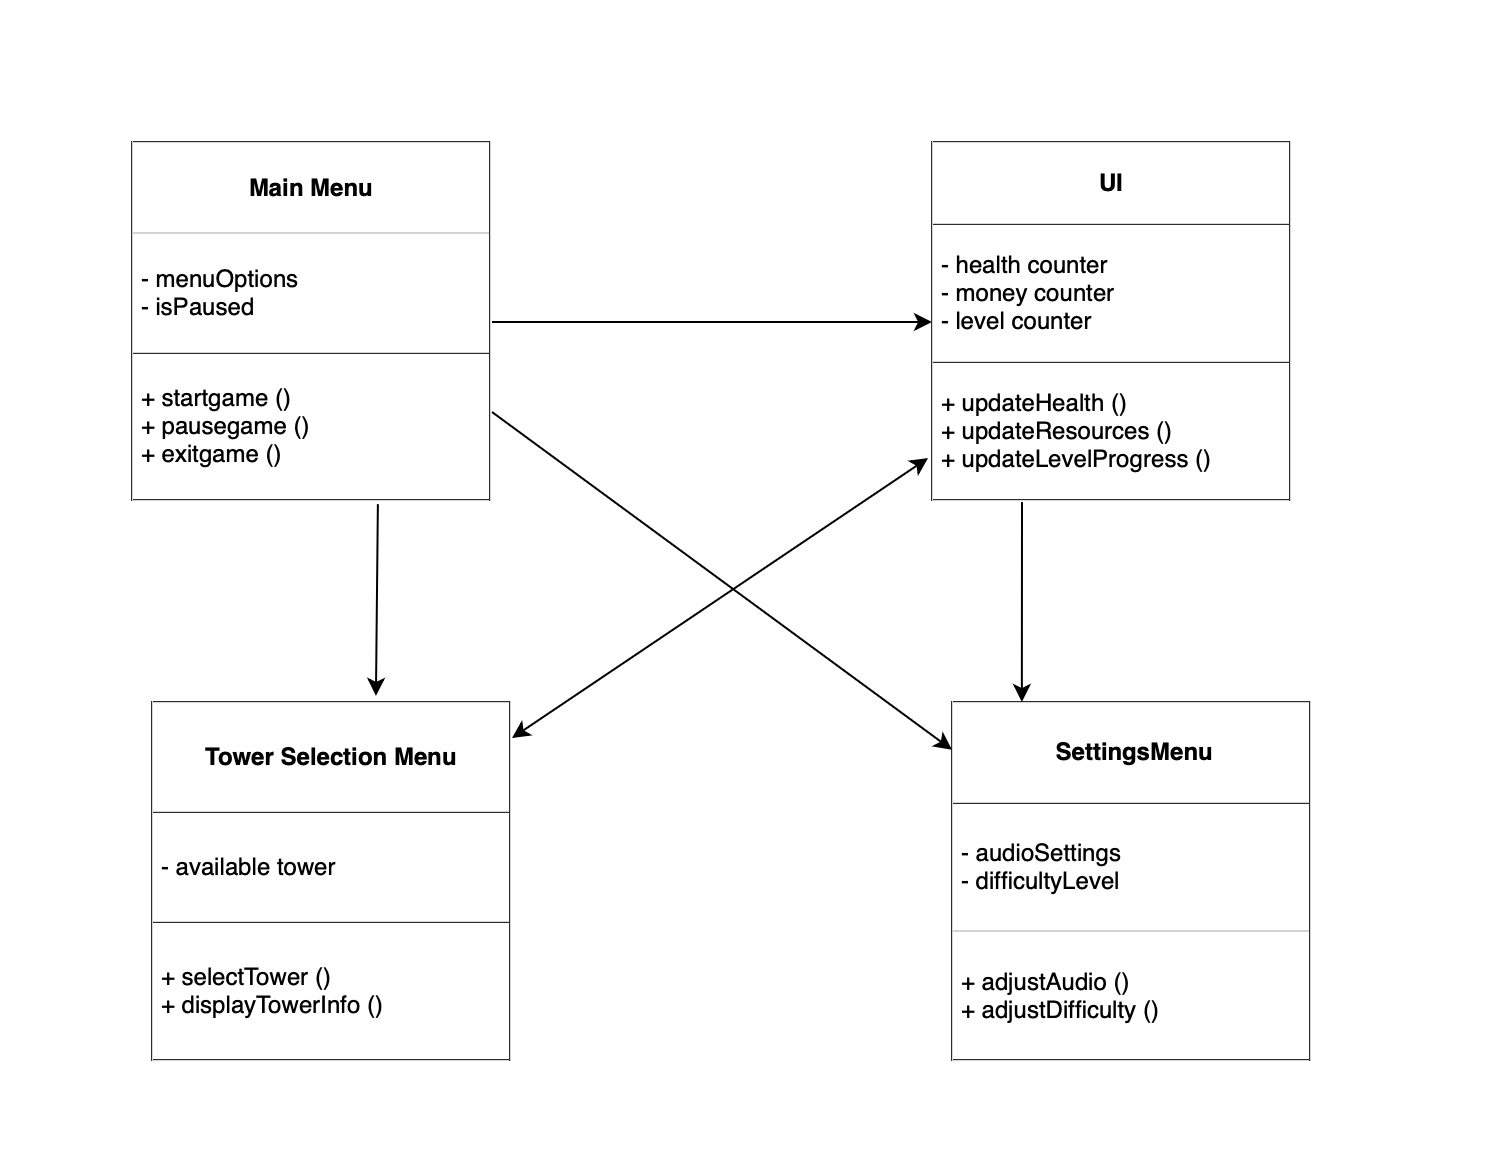 Main Menu
- menuOptions
- isPaused
+ startgame ()
+ pausegame ()
+ exitgame ()
UI
- health counter
- money counter
- level counter
+ updateHealth ()
+ updateResources ()
+ updateLevelProgress ()
Tower Selection Menu
- available tower
+ selectTower ()
+ displayTowerInfo ()
SettingsMenu
- audioSettings
- difficultyLevel
+ adjustAudio ()
+ adjustDifficulty ()